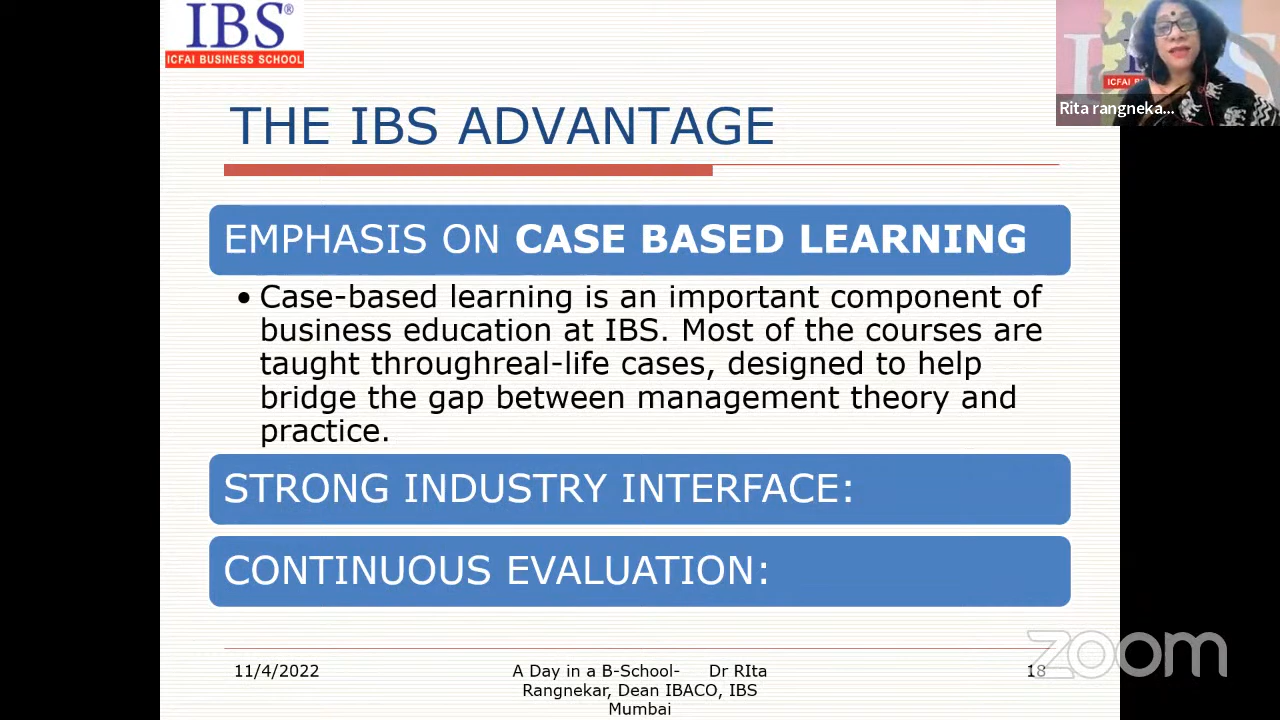 IBS®
ICFAI BUSINESS SCHOOL
ICFAI B
Rita rangneka...
THE IBS ADVANTAGE
EMPHASIS ON CASE BASED LEARNING
• Case-based learning is an important component of
business education at IBS. Most of the courses are
taught throughreal-life cases, designed to help
bridge the gap between management theory and
practice.
STRONG INDUSTRY INTERFACE:
CONTINUOUS EVALUATION:
11/4/2022
A Day in a B-School- Dr RIta
Rangnekar, Dean IBACO, IBS
Mumbai
18
zoom